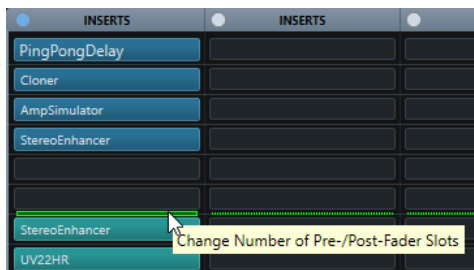 INSERTS
INSERTS
PingPongDelay
Cloner
AmpSimulator
StereoEnhancer
StereoEnhancer
Change Number of Pre-/Post-Fader Slots
UV22HR